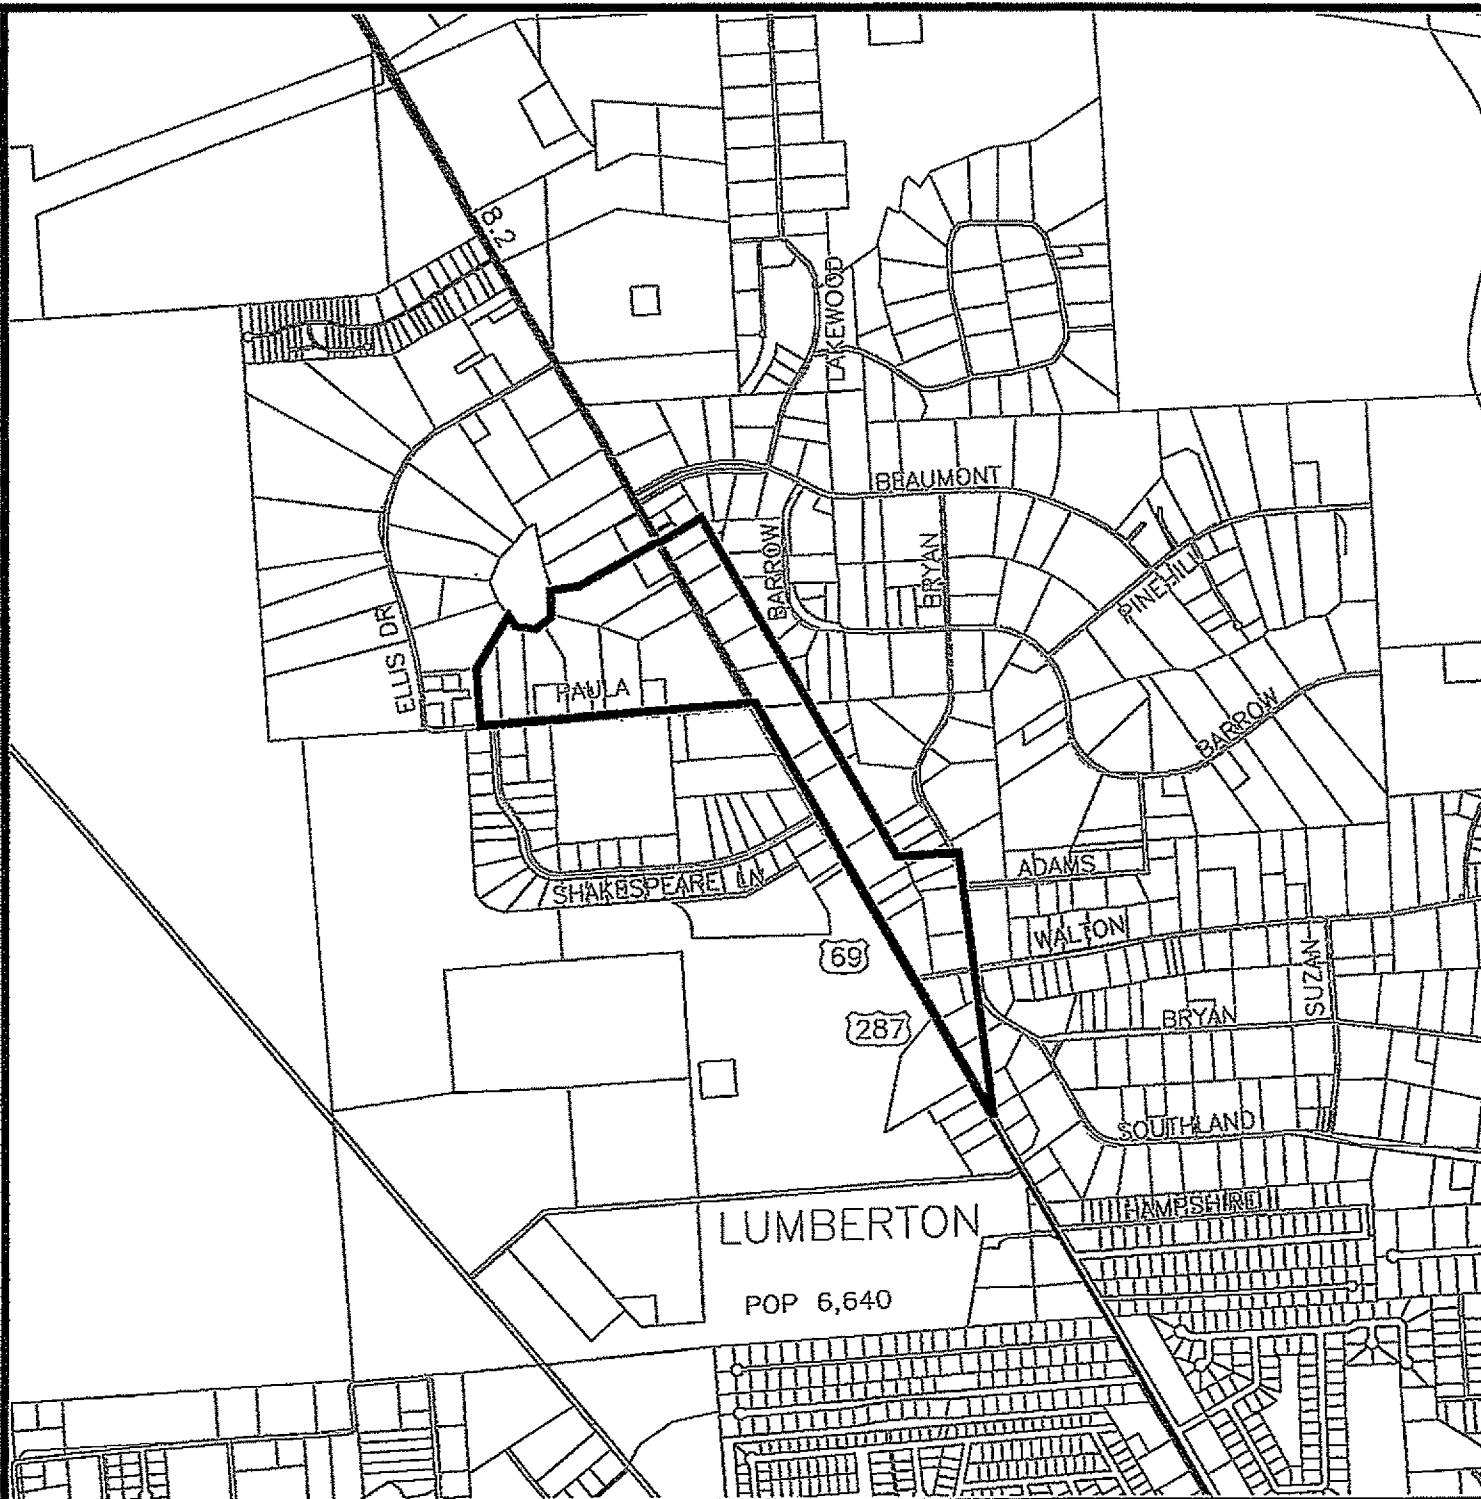 8.2
LAKEWOOD
BEAUMONT
BARROW
BRYAN
PINEHILL
ELLIS DR
PAULA
BARROW
ADAMS
SHAKESPEARE LN
WALTON
69
SUZAN
287
BRYAN
SOUTHLAND
HAMPSHIRE
LUMBERTON
POP 6,640